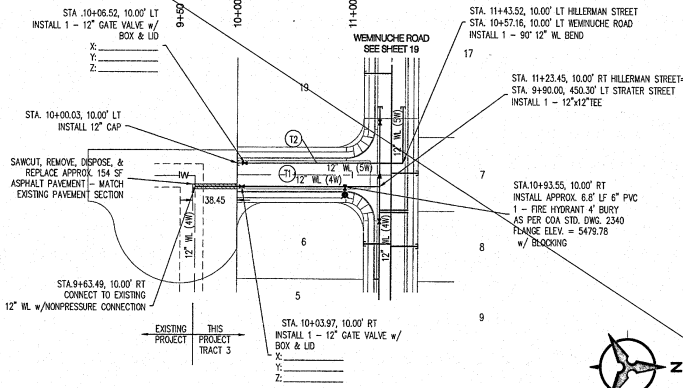 9+50
10+00
11+00
STA .10+06.52, 10.00' LT
INSTALL 1 - 12" GATE VALVE w/
BOX & LID
X:
Y:
Z:
WEMINUCHE ROAD
SEE SHEET 19
STA. 11+43.52, 10.00' LT HILLERMAN STREET
STA. 10+57.16, 10.00' LT WEMINUCHE ROAD
INSTALL 1 - 90° 12" WL BEND
17
19
STA. 11+23.45, 10.00' RT HILLERMAN STREET=
STA. 9+90.00, 450.30' LT STRATER STREET
INSTALL 1 - 12"x12"TEE
STA. 10+00.03, 10.00' LT
INSTALL 12" CAP
T2
12" WL (5W)
12" WL (5W)
T1
12" WL (4W)
7
SAWCUT, REMOVE, DISPOSE, &
REPLACE APPROX. 154 SF
ASPHALT PAVEMENT - MATCH
EXISTING PAVEMENT SECTION
38.45
12" WL (4W)
12" WL (4W)
STA.10+93.55, 10.00' RT
INSTALL APPROX. 6.8' LF 6" PVC
1 - FIRE HYDRANT 4' BURY
AS PER COA STD. DWG. 2340
FLANGE ELEV. = 5479.78
w/ BLOCKING
6
8
STA.9+63.49, 10.00' RT
CONNECT TO EXISTING
12" WL w/NONPRESSURE CONNECTION
5
9
EXISTING
PROJECT
THIS
PROJECT
TRACT 3
STA. 10+03.97, 10.00' RT
INSTALL 1 - 12" GATE VALVE w/
BOX & LID
X:
Y:
Z:
N